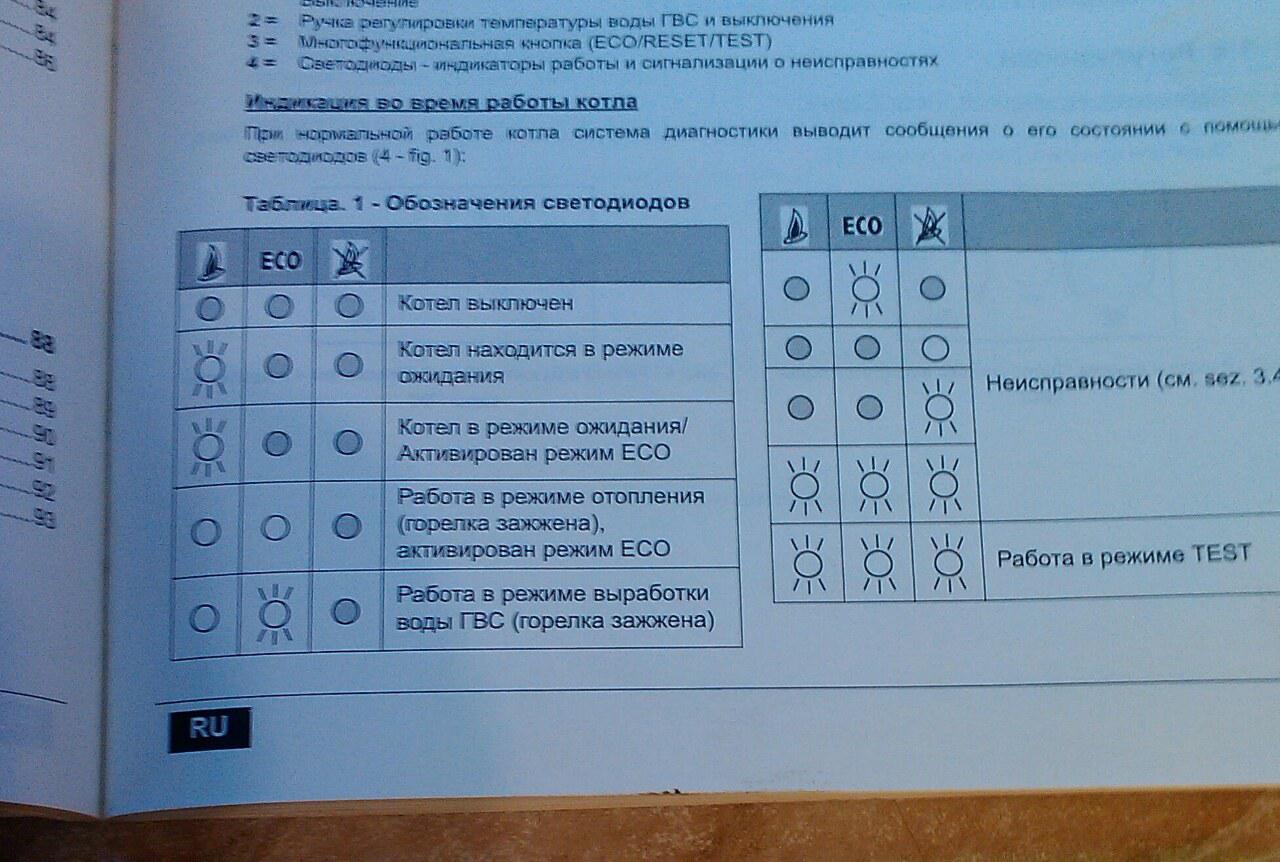 84
84
86
88
88
89
90
91
92
93
выключение
2 = Ручка регулировки температуры воды ГВС и выключения
3 = Многофункциональная кнопка (ECO/RESET/TEST)
4 = Светодиоды - индикаторы работы и сигнализации о неисправностях
Индикация во время работы котла
При нормальной работе котла система диагностики выводит сообщения о его состоянии с помощью
светодиодов (4 - fig. 1):
Таблица. 1 - Обозначения светодиодов
ECO
Котел выключен
Котел находится в режиме
ожидания
Котел в режиме ожидания/
Активирован режим ECO
Работа в режиме отопления
(горелка зажжена),
активирован режим ECO
Работа в режиме выработки
воды ГВС (горелка зажжена)
ECO
Неисправности (см. sez. 3.4
Работа в режиме TEST
RU